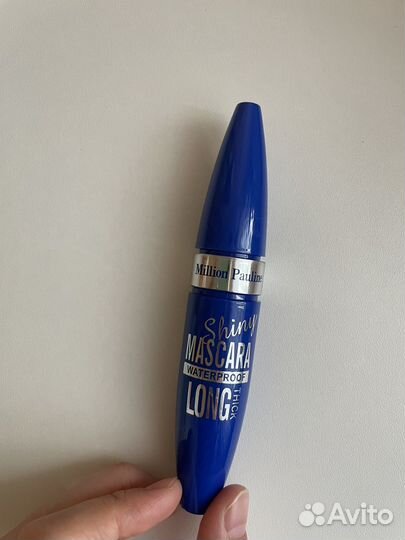 Million Pauline
Shiny
MASCARA
WATERPROOF
LONG
THICK
Avito